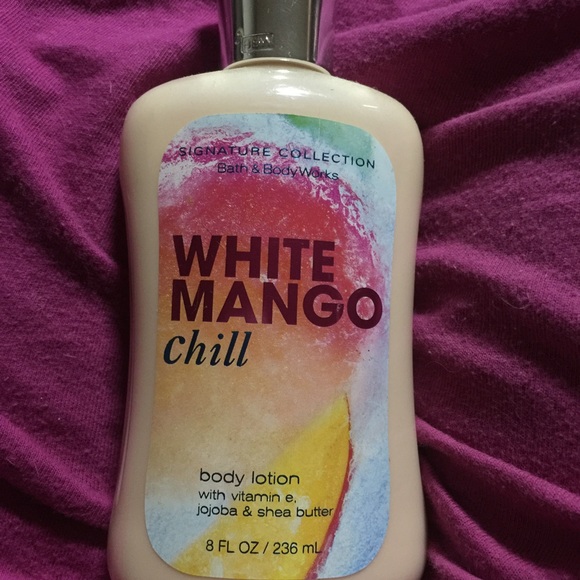 SIGNATURE COLLECTION
Bath & Body Works
WHITE
MANGO
chill
body lotion
with vitamin e,
jojoba & shea butter
8 FL OZ / 236 mL